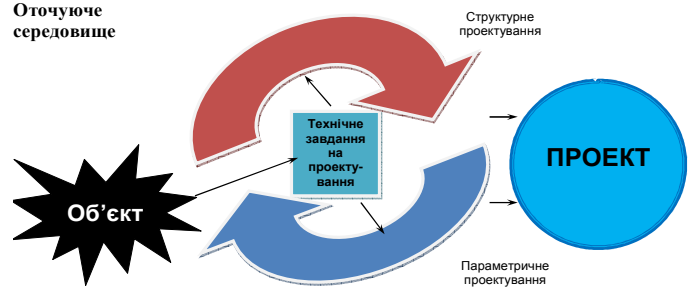 Оточуюче
середовище
Структурне
проектування
Технічне
завдання
на
проекту-
вання
ПРОЕКТ
Об’єкт
Параметричне
проектування